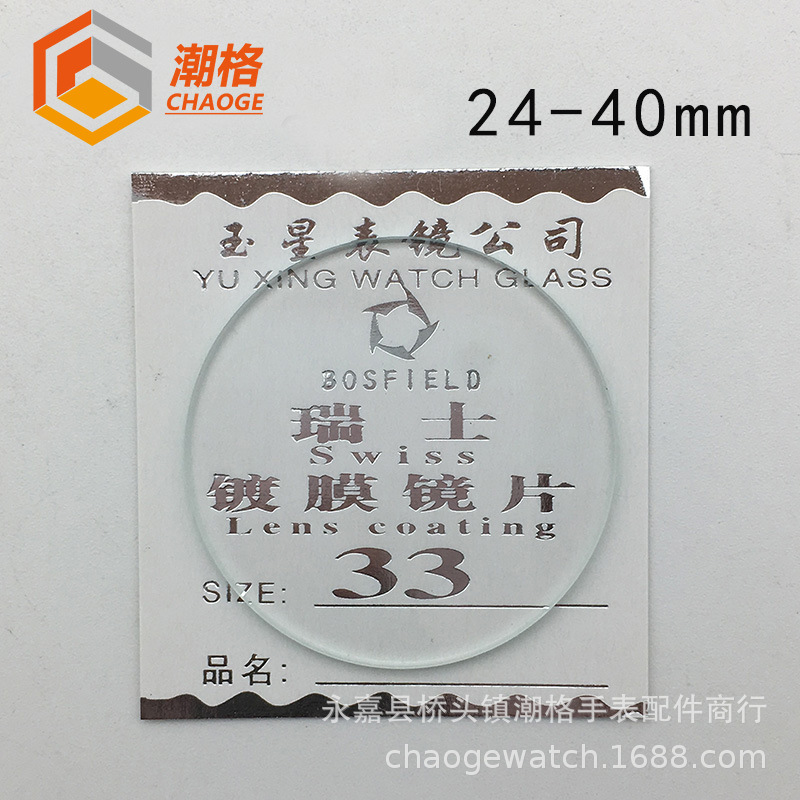 潮格
CHAOGE
24-40mm
玉星表镜公司
YU XING WATCH GLASS
BOSFIELD
瑞士
Swiss
镀膜镜片
Lens coating
SIZE: 33
品名:
永嘉县桥头镇潮格手表配件商行
chaogewatch.1688.com